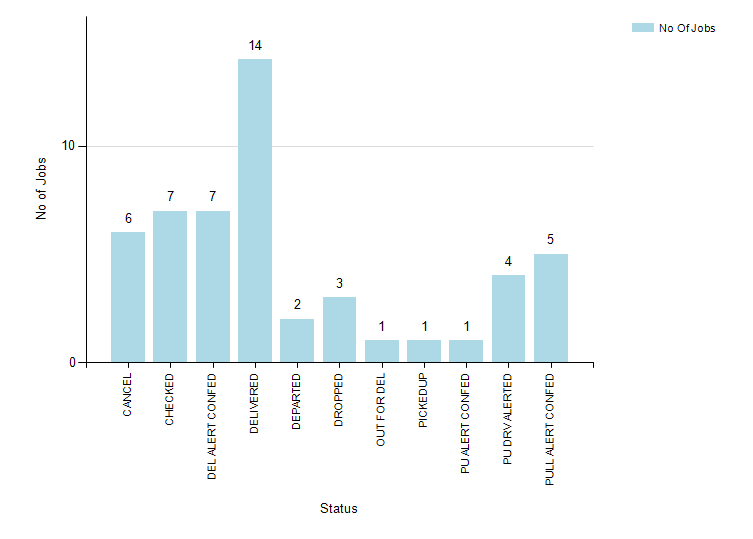 No Of Jobs
14
10
7
7
6
5
4
3
2
1
1
1
0
No of Jobs
CANCEL
CHECKED
DEL ALERT CONFED
DELIVERED
DEPARTED
DROPPED
OUT FOR DEL
PICKEDUP
PU ALERT CONFED
PU DRV ALERTED
PULL ALERT CONFED
Status